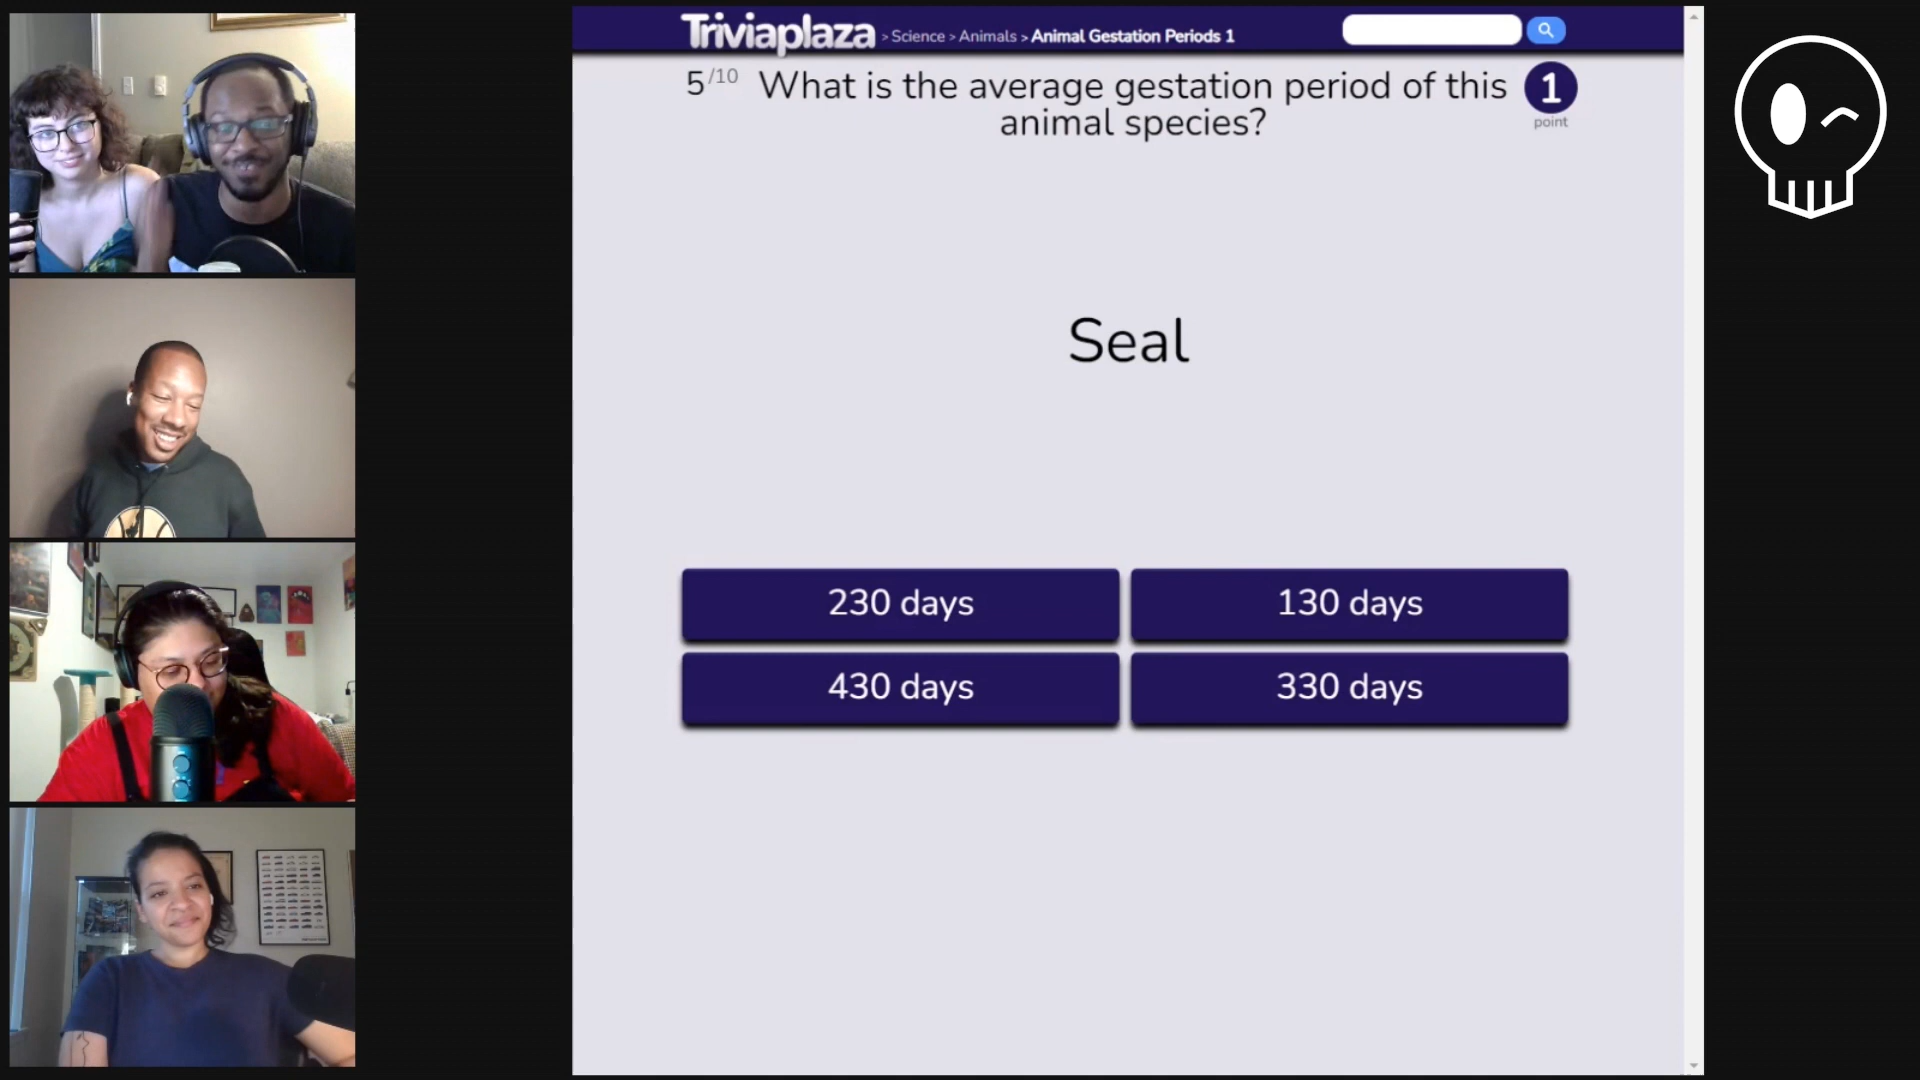 Triviaplaza > Science > Animals > Animal Gestation Periods 1
5/10 What is the average gestation period of this
animal species?
1
point
Seal
230 days
130 days
430 days
330 days